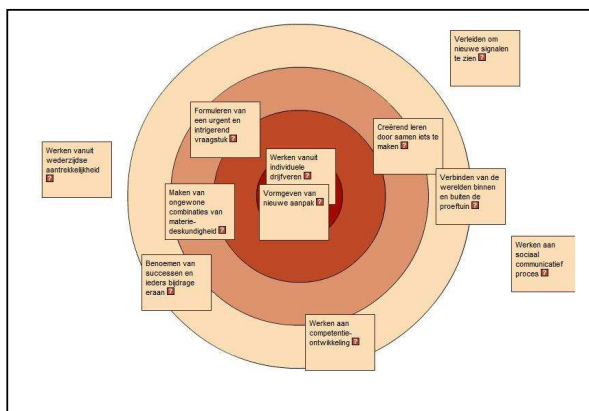 Verleiden om
nieuwe signalen
te zien ?
Formuleren van
een urgent en
intrigerend
vraagstuk ?
Creërend leren
door samen iets te
maken ?
Werken vanuit
wederzijdse
aantrekkelijkheid
?
Werken vanuit
individuele
drijfveren ?
Verbinden van de
werelden binnen
en buiten de
proeftuin ?
Maken van
ongewone
combinaties van
materie-
deskundigheid ?
Vormgeven van
nieuwe aanpak ?
Werken aan
sociaal
communicatief
proces ?
Benoemen van
successen en
ieders bijdrage
eraan ?
Werken aan
competentie-
ontwikkeling ?